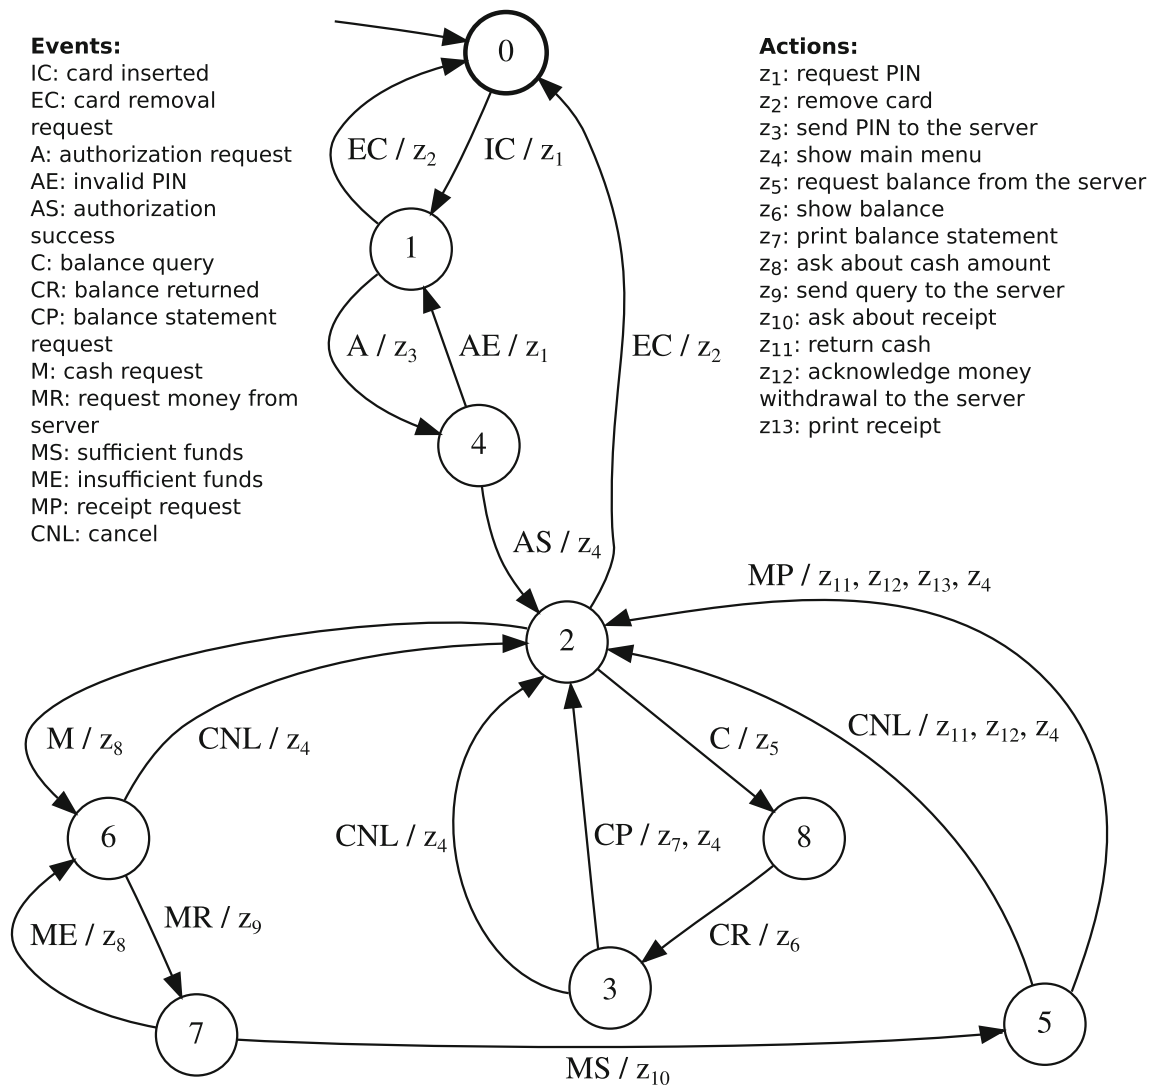 Events:
IC: card inserted
EC: card removal
request
A: authorization request
AE: invalid PIN
AS: authorization
success
C: balance query
CR: balance returned
CP: balance statement
request
M: cash request
MR: request money from
server
MS: sufficient funds
ME: insufficient funds
MP: receipt request
CNL: cancel
Actions:
z1: request PIN
z2: remove card
z3: send PIN to the server
z4: show main menu
z5: request balance from the server
z6: show balance
z7: print balance statement
z8: ask about cash amount
z9: send query to the server
z10: ask about receipt
z11: return cash
z12: acknowledge money
withdrawal to the server
z13: print receipt
0
EC / z2
IC / z1
1
A / z3
AE / z1
EC / z2
4
AS / z4
MP / z11, z12, z13, z4
2
M / z8
CNL / z4
C / z5
CNL / z11, z12, z4
6
CNL / z4
CP / z7, z4
8
ME / z8
MR / z9
CR / z6
3
7
5
MS / z10